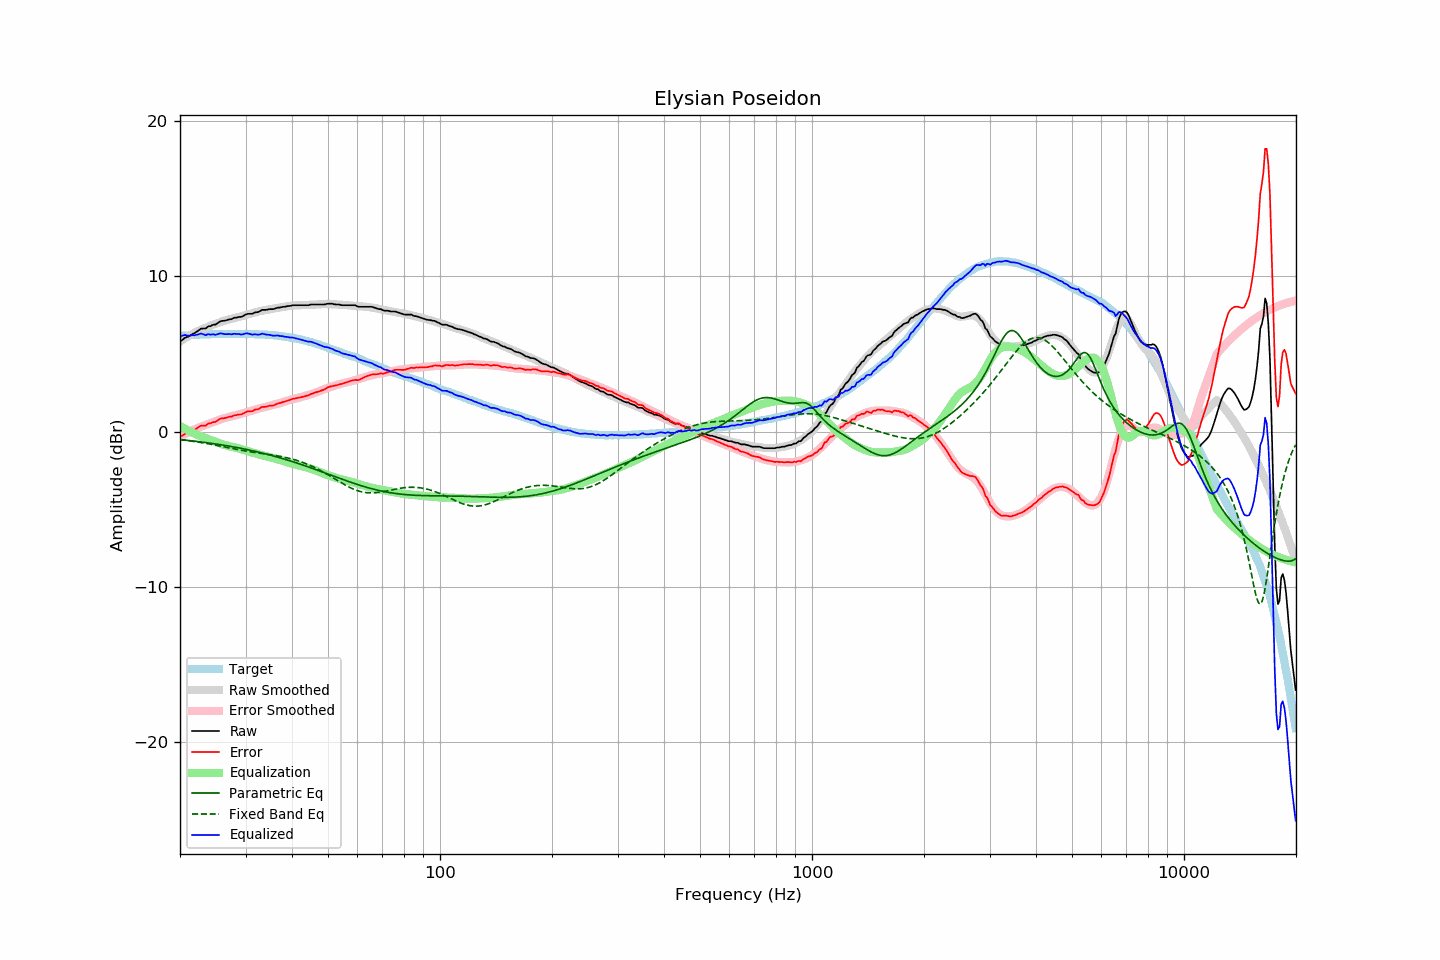 Elysian Poseidon
20
10
0
−10
−20
Amplitude (dBr)
Target
Raw Smoothed
Error Smoothed
Raw
Error
Equalization
Parametric Eq
Fixed Band Eq
Equalized
100
1000
10000
Frequency (Hz)